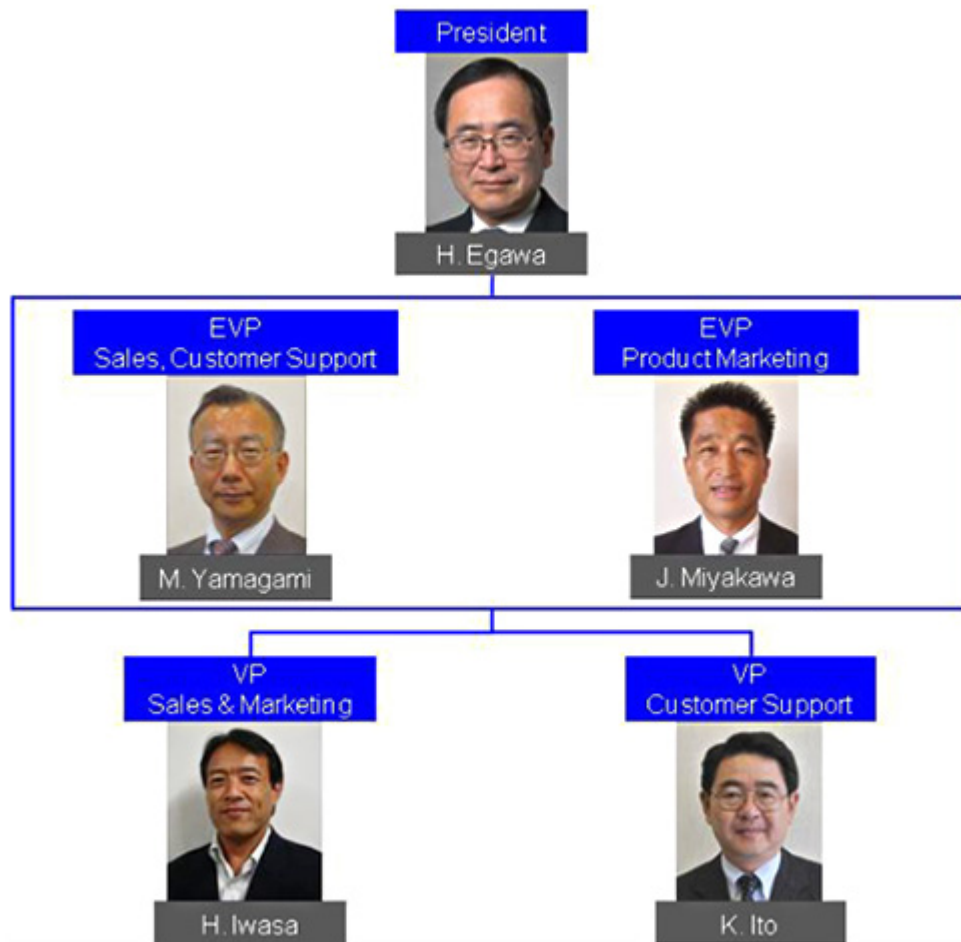 President
H. Egawa
EVP
Sales, Customer Support
EVP
Product Marketing
M. Yamagami
J. Miyakawa
VP
Sales & Marketing
VP
Customer Support
H. Iwasa
K. Ito